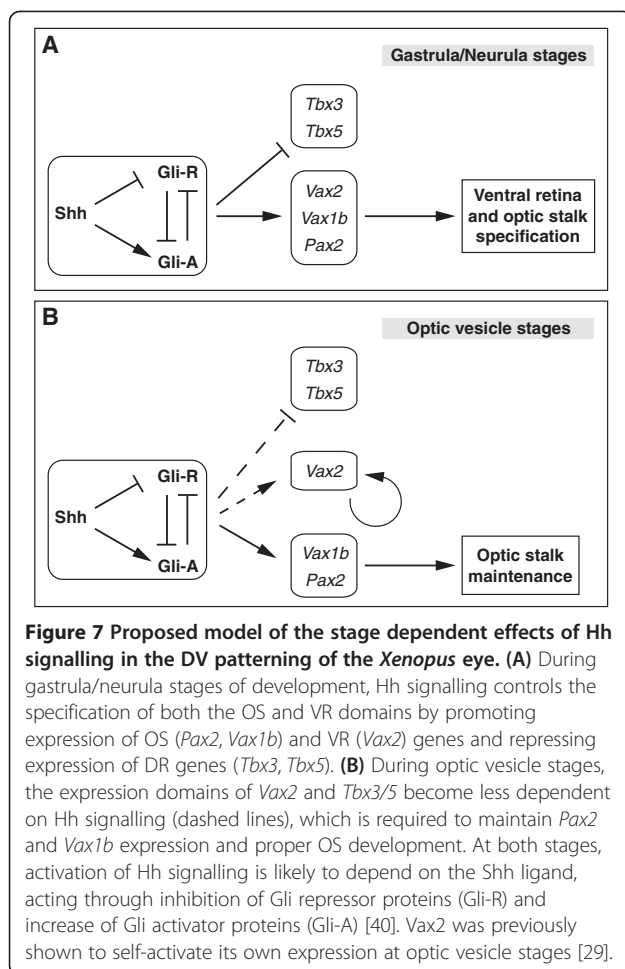 A
Gastrula/Neurula stages
Tbx3
Tbx5
Gli-R
Shh
Gli-A
Vax2
Vax1b
Pax2
Ventral retina
and optic stalk
specification
B
Optic vesicle stages
Tbx3
Tbx5
Gli-R
Shh
Gli-A
Vax2
Vax1b
Pax2
Optic stalk
maintenance
Figure 7 Proposed model of the stage dependent effects of Hh
signalling in the DV patterning of the Xenopus eye. (A) During
gastrula/neurula stages of development, Hh signalling controls the
specification of both the OS and VR domains by promoting
expression of OS (Pax2, Vax1b) and VR (Vax2) genes and repressing
expression of DR genes (Tbx3, Tbx5). (B) During optic vesicle stages,
the expression domains of Vax2 and Tbx3/5 become less dependent
on Hh signalling (dashed lines), which is required to maintain Pax2
and Vax1b expression and proper OS development. At both stages,
activation of Hh signalling is likely to depend on the Shh ligand,
acting through inhibition of Gli repressor proteins (Gli-R) and
increase of Gli activator proteins (Gli-A) [40]. Vax2 was previously
shown to self-activate its own expression at optic vesicle stages [29].